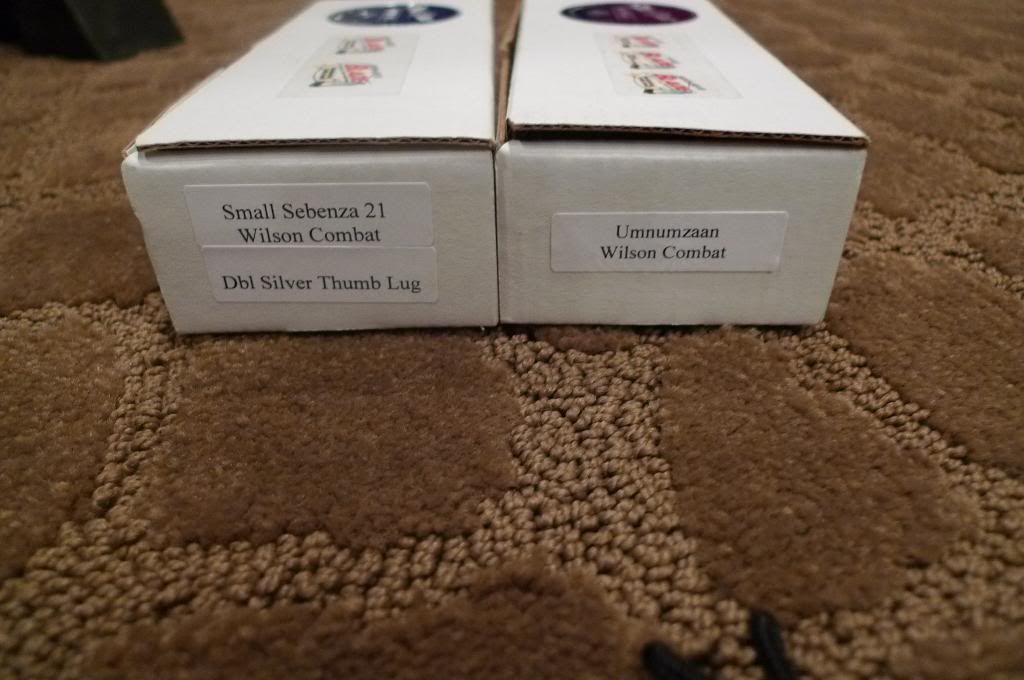 Small Sebenza 21
Wilson Combat
Dbl Silver Thumb Lug
Umnumzaan
Wilson Combat